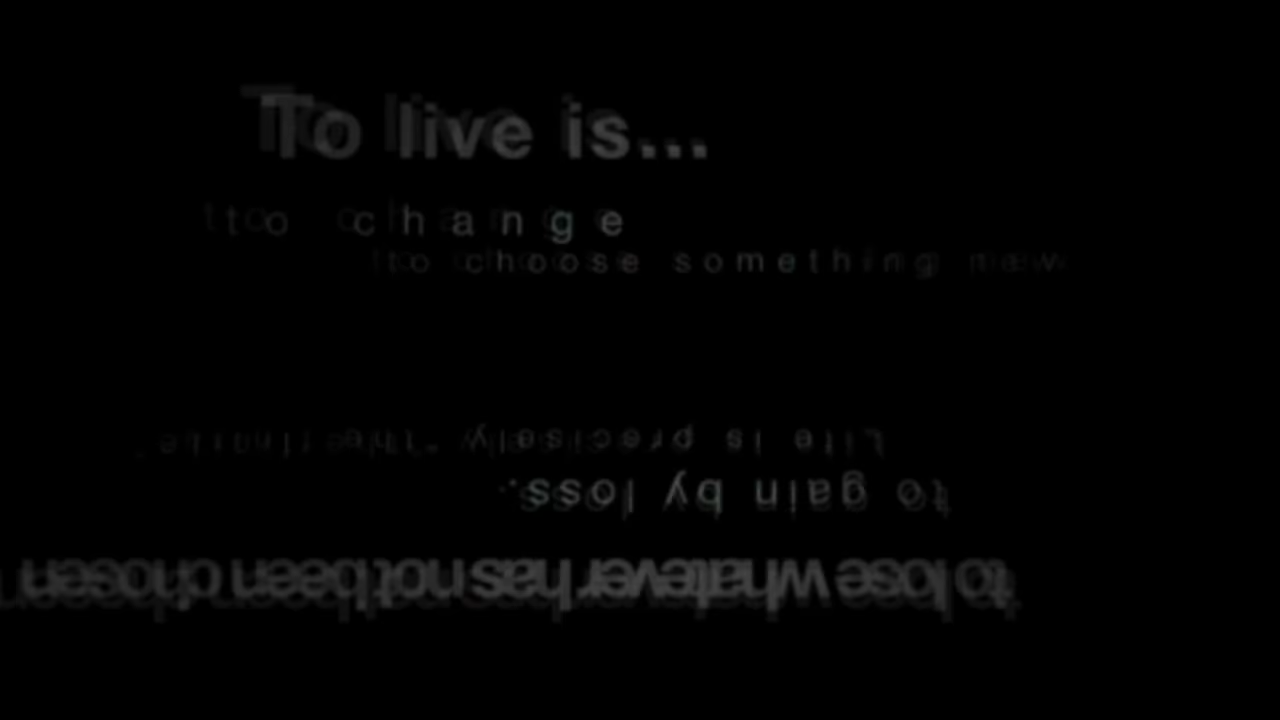 To live is...
to change
to choose something new
to lose whatever has not been chosen
to gain by loss.
Life is precisely "The